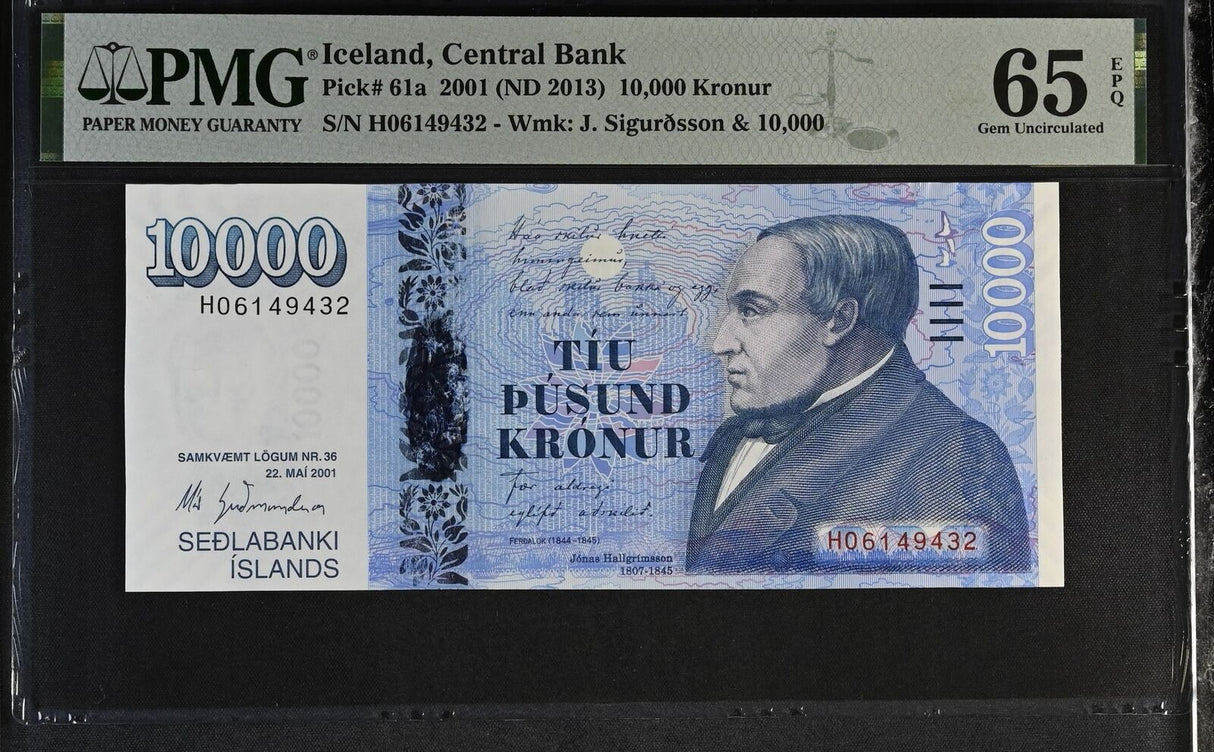 PMG®
PAPER MONEY GUARANTY
Iceland, Central Bank
Pick# 61a 2001 (ND 2013) 10,000 Kronur
S/N H06149432 - Wmk: J. Sigurðsson & 10,000
65
EPQ
Gem Uncirculated
10000
H06149432
SAMKVÆMT LÖGUM NR. 36
22. MAÍ 2001
SEÐLABANKI
ÍSLANDS
TÍU
ÞÚSUND
KRÓNUR
FERÐALOK (1844–1845)
Jónas Hallgrímsson
1807-1845
10000
H06149432